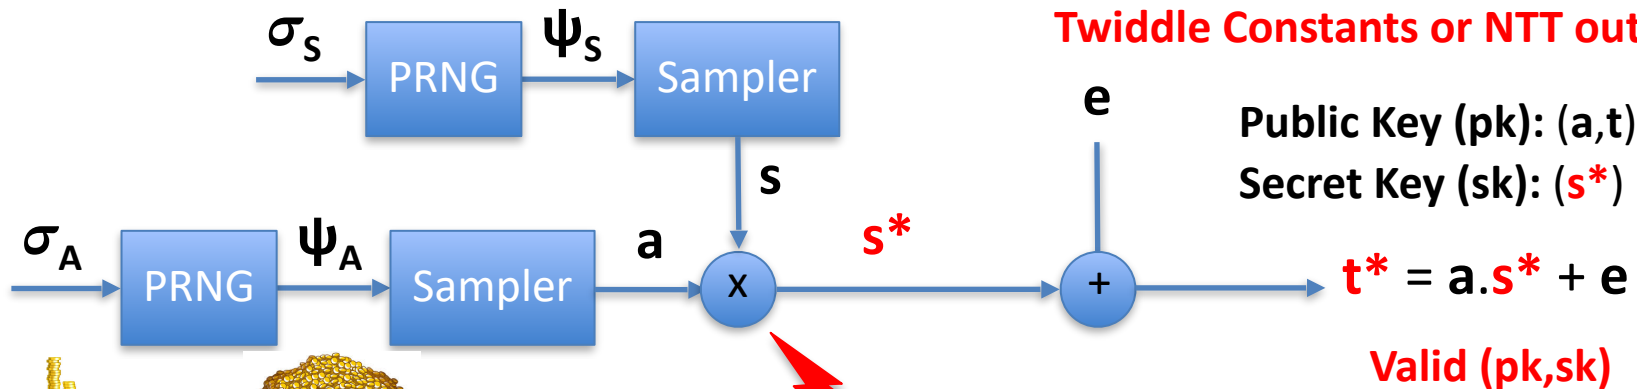 σS
PRNG
ψS
Sampler
Twiddle Constants or NTT out
e
Public Key (pk): (a,t)
s
Secret Key (sk): (s*)
σA
PRNG
ψA
Sampler
a
x
s*
+
t* = a.s* + e
Valid (pk,sk)